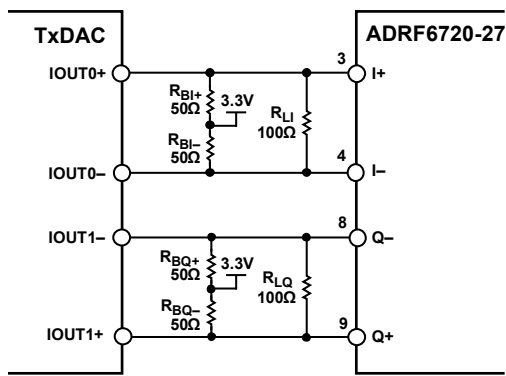 TxDAC
ADRF6720-27
IOUT0+
3
I+
RBI+
50Ω
3.3V
RLI
100Ω
RBI–
50Ω
IOUT0–
4
I–
IOUT1–
8
Q–
RBQ+
50Ω
3.3V
RLQ
100Ω
RBQ–
50Ω
IOUT1+
9
Q+